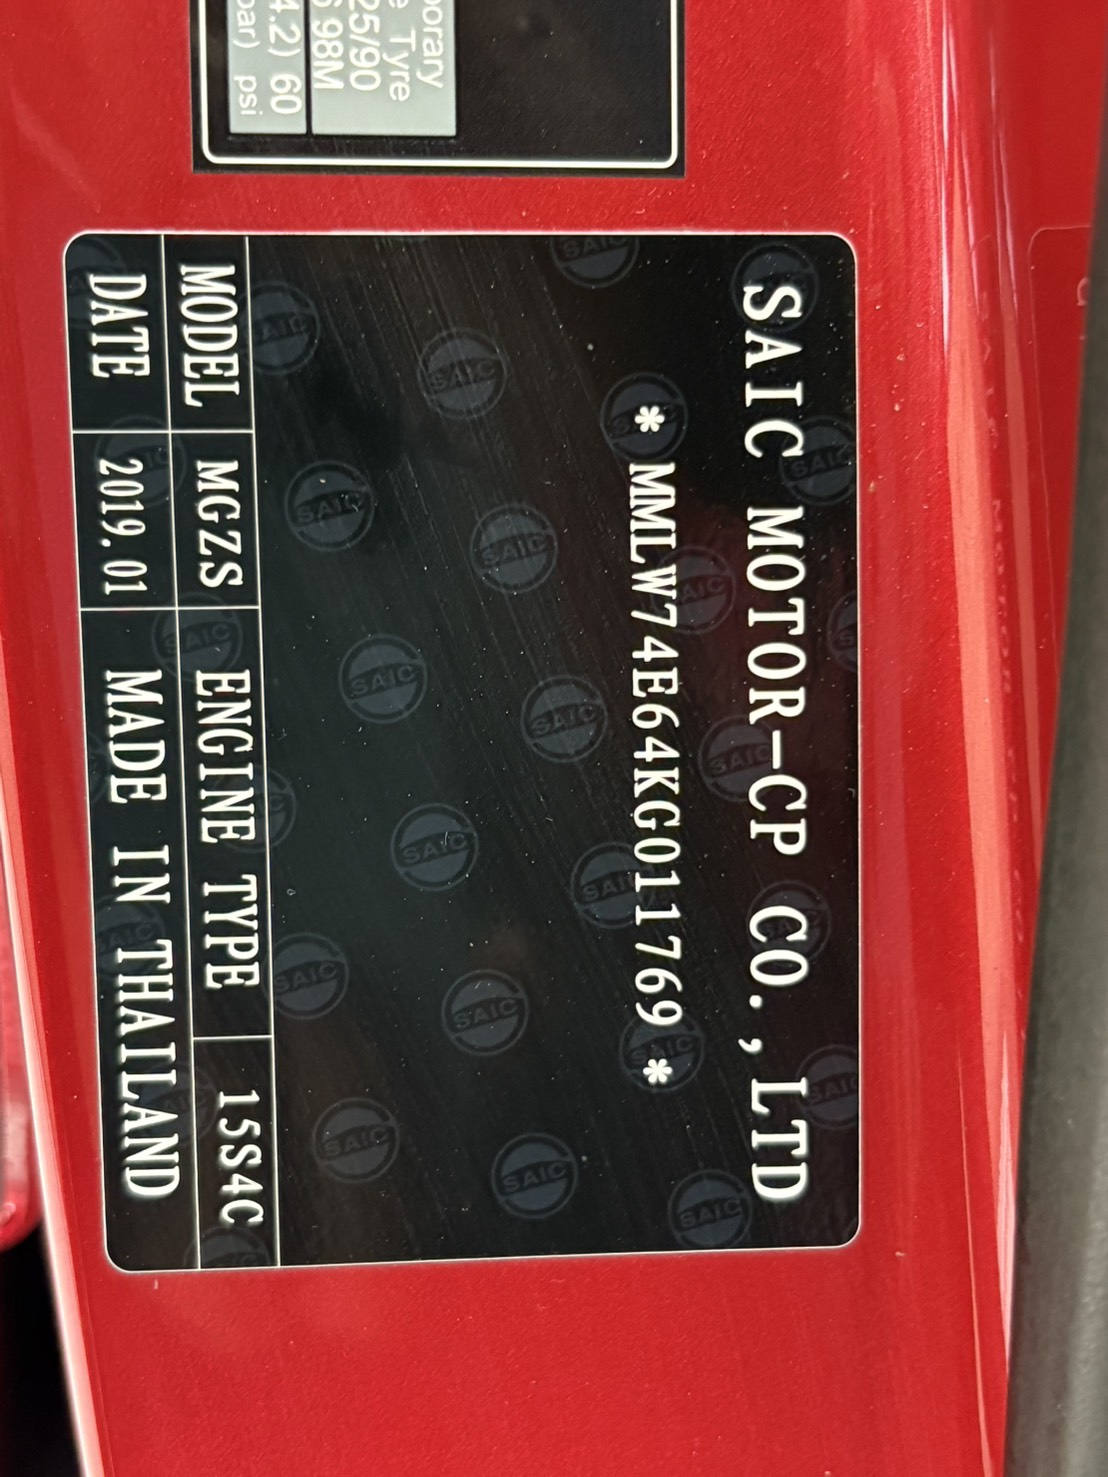 porary
e Tyre
25/90
98M
4.2) 60
bar) psi
SAIC MOTOR-CP CO.,LTD
* MMLW74E64KG011769 *
MODEL MGZS ENGINE TYPE 15S4C
DATE 2019.01 MADE IN THAILAND